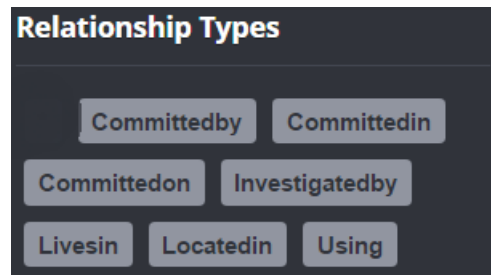 Relationship Types
Committedby Committedin
Committedon Investigatedby
Livesin Locatedin Using